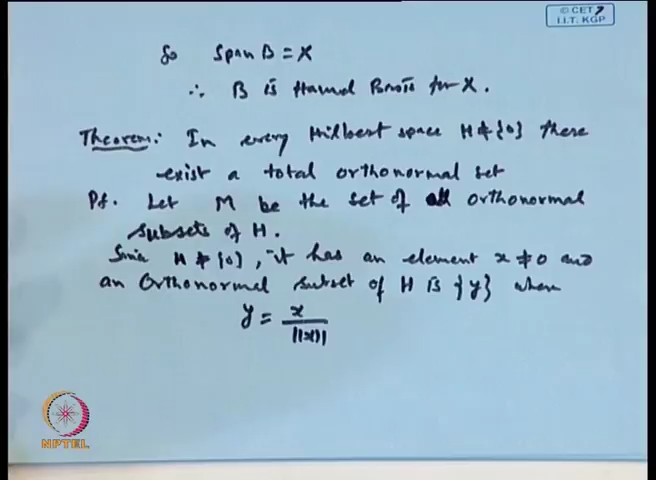 © CET 7
I.I.T. KGP
So Span B = X
∴ B is Hamel Basis for X.
Theorem: In every Hilbert space H ≠ {0} there
exist a total orthonormal set
Pf. Let M be the set of all orthonormal
subsets of H.
Since H ≠ {0}, it has an element x ≠ 0 and
an Orthonormal subset of H is {y} where
y = x / ||x||
NPTEL